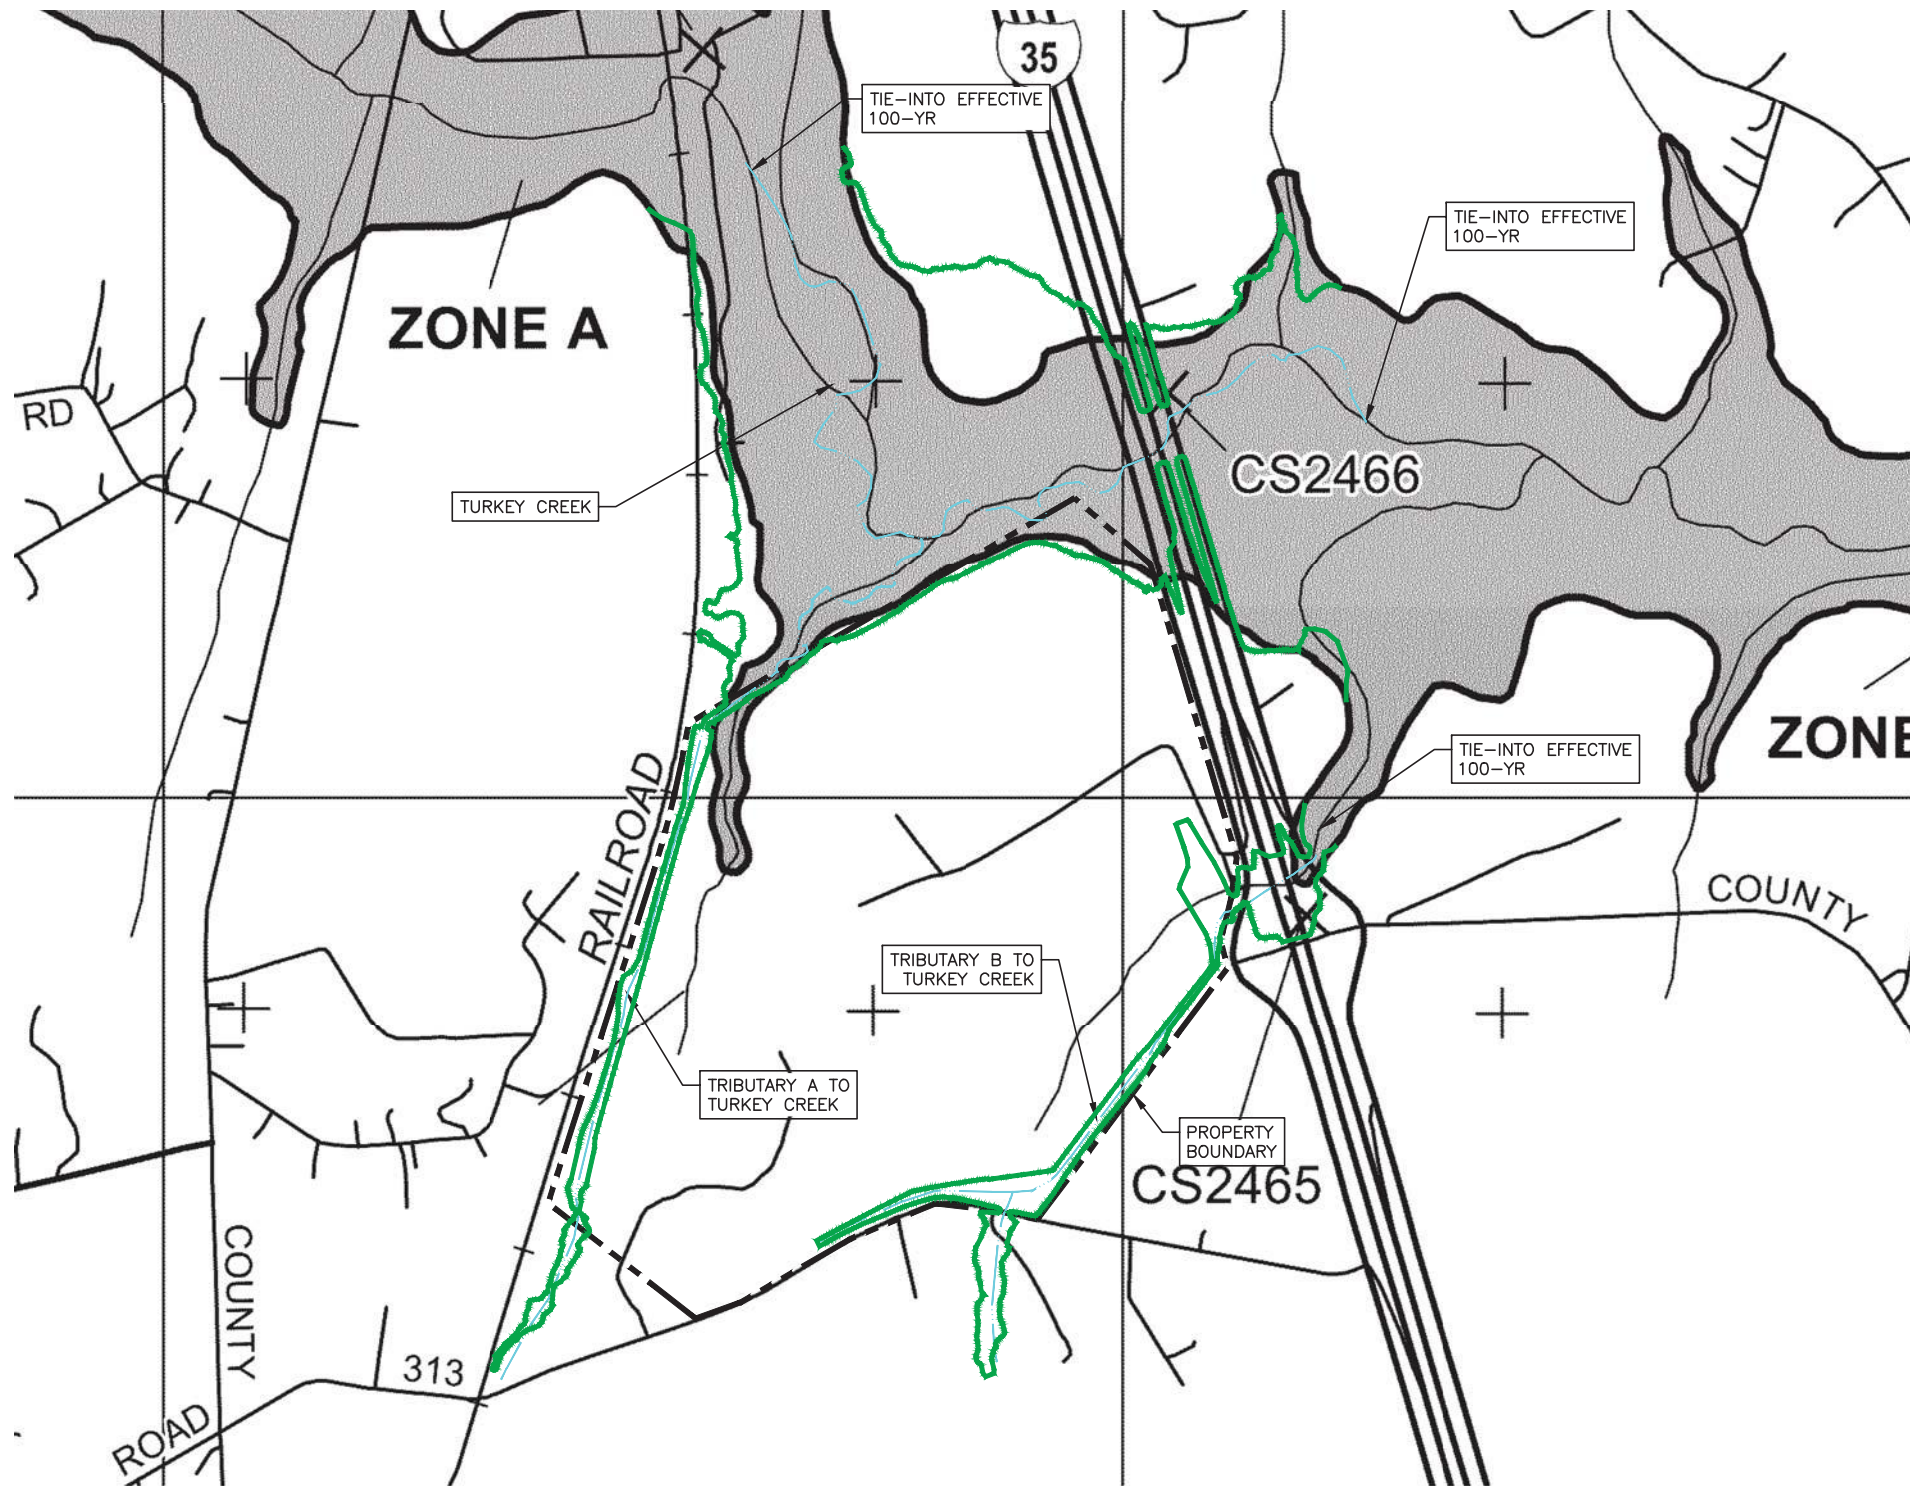 35
TIE-INTO EFFECTIVE
100-YR
TIE-INTO EFFECTIVE
100-YR
ZONE A
RD
CS2466
TURKEY CREEK
ZONE
TIE-INTO EFFECTIVE
100-YR
RAILROAD
COUNTY
TRIBUTARY B TO
TURKEY CREEK
TRIBUTARY A TO
TURKEY CREEK
PROPERTY
BOUNDARY
CS2465
COUNTY
313
ROAD